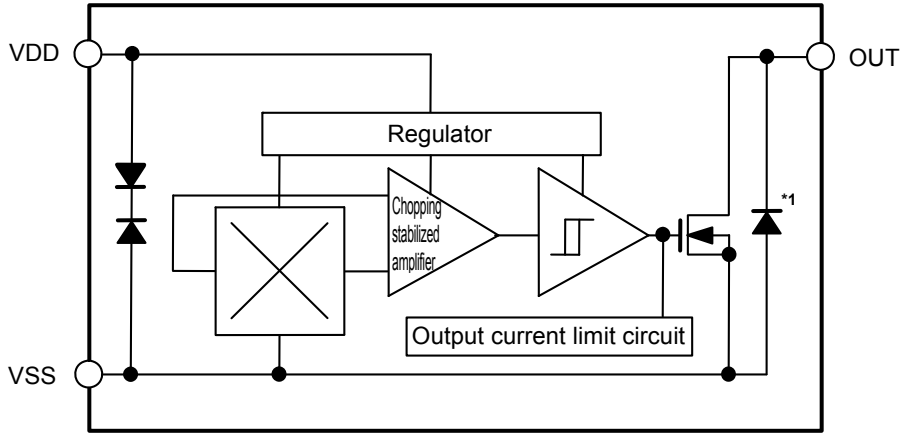 VDD
OUT
Regulator
*1
Chopping
stabilized
amplifier
Output current limit circuit
VSS